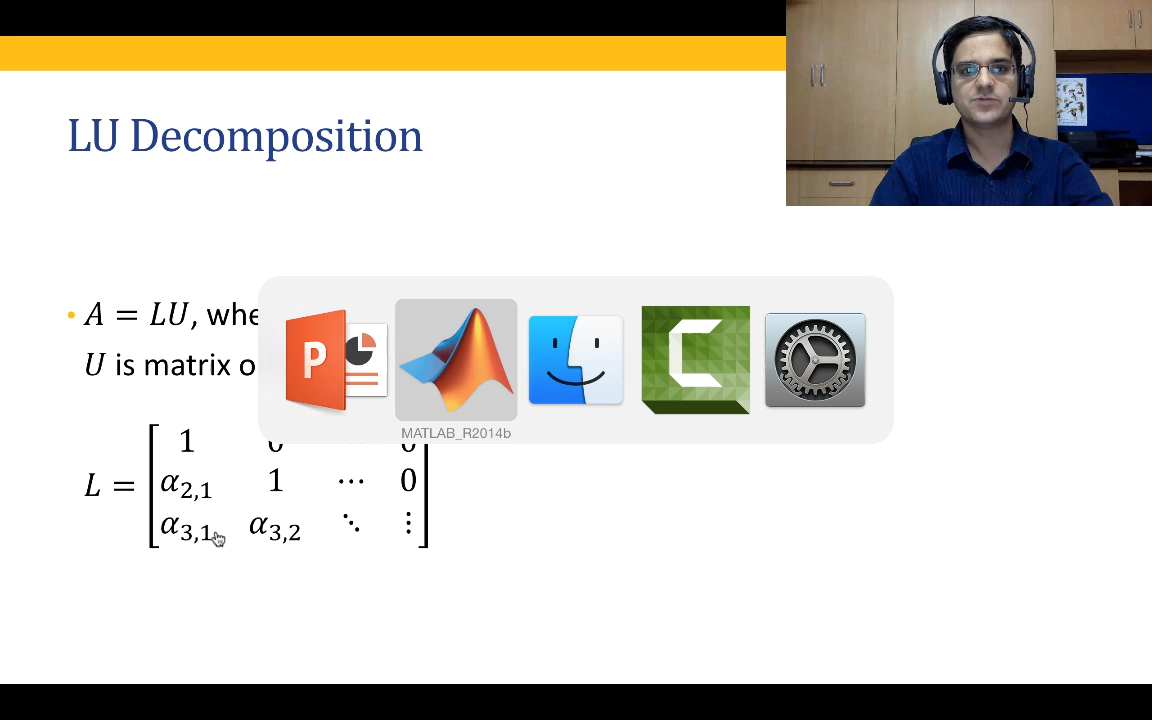 LU Decomposition
• A = LU, whe
U is matrix o
P
MATLAB_R2014b
1 0 0
L = α2,1 1 ⋯ 0
α3,1 α3,2 ⋱ ⋮